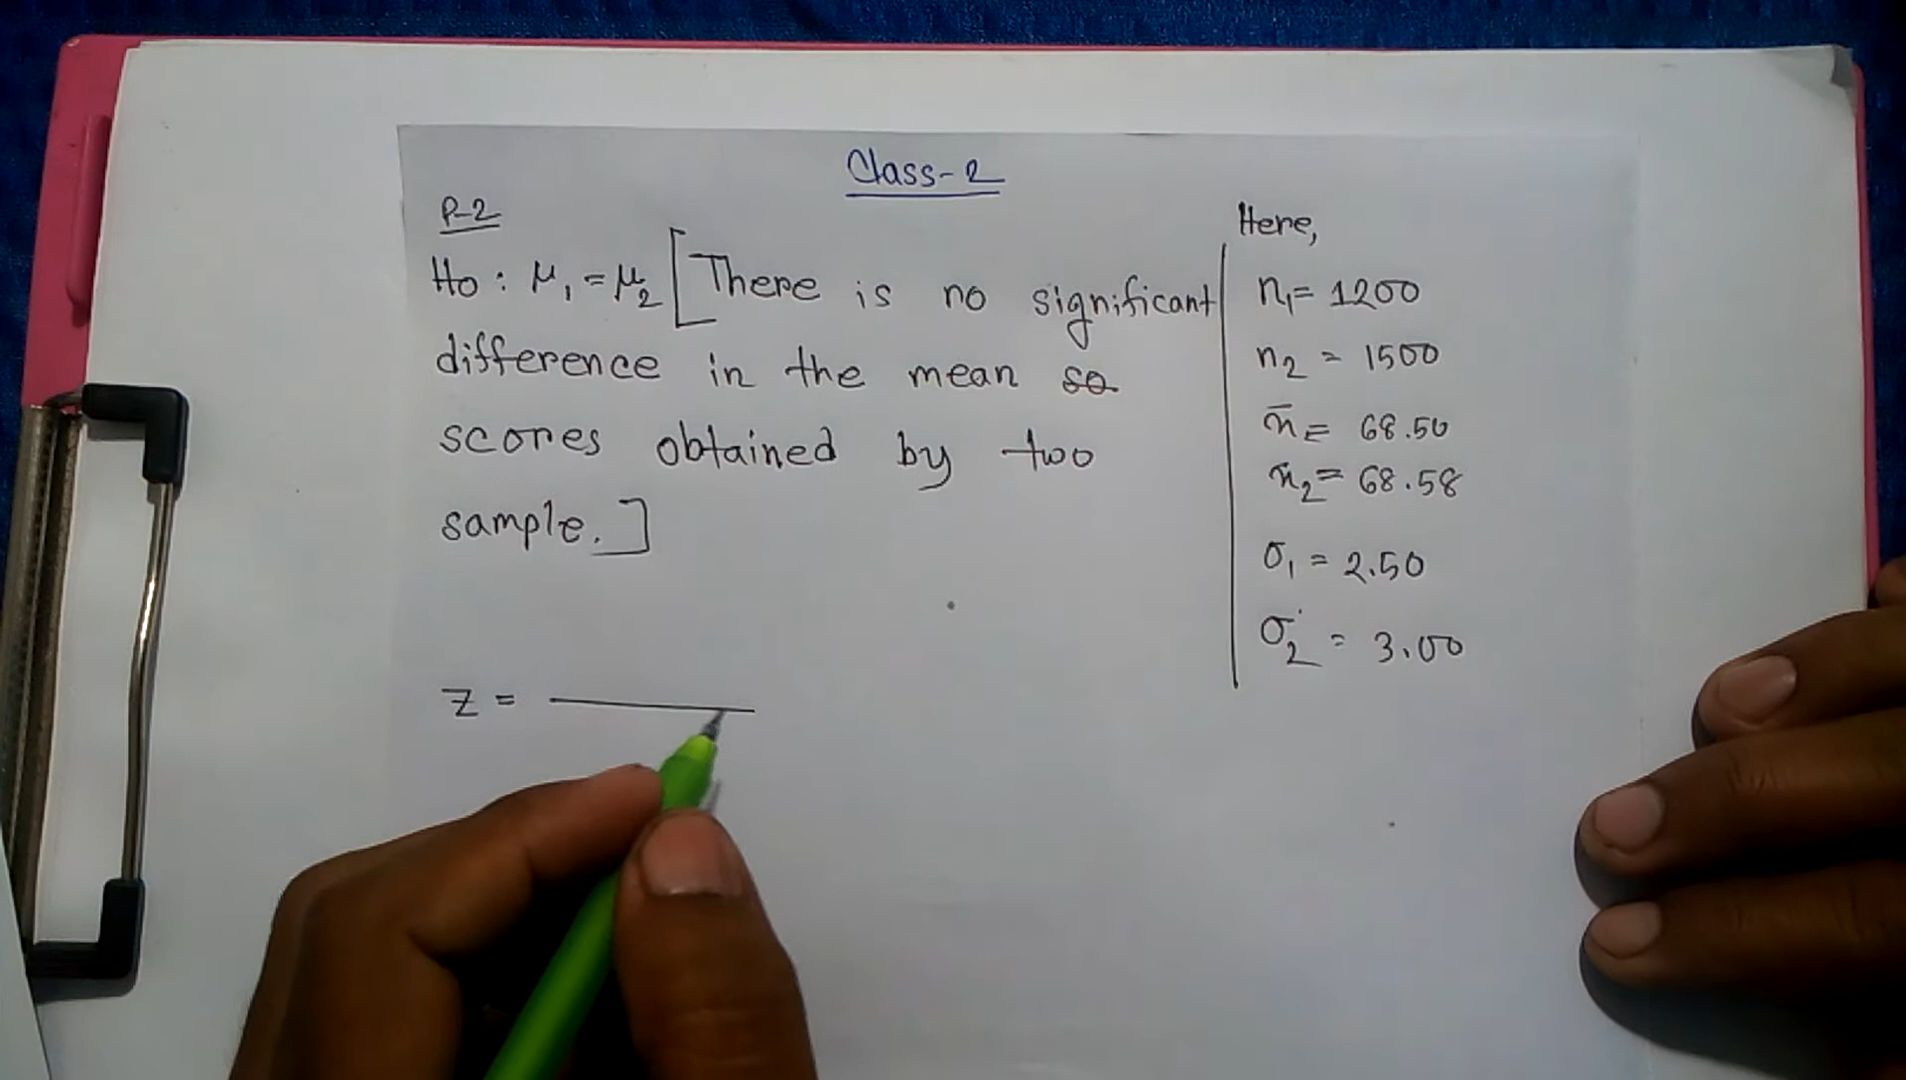 Class-2
P-2
Ho : μ₁ = μ₂ [There is no significant
difference in the mean so
scores obtained by two
sample.]
Z =
Here,
n₁ = 1200
n₂ = 1500
x̄ = 68.50
x̄₂ = 68.58
σ₁ = 2.50
σ₂ = 3.00